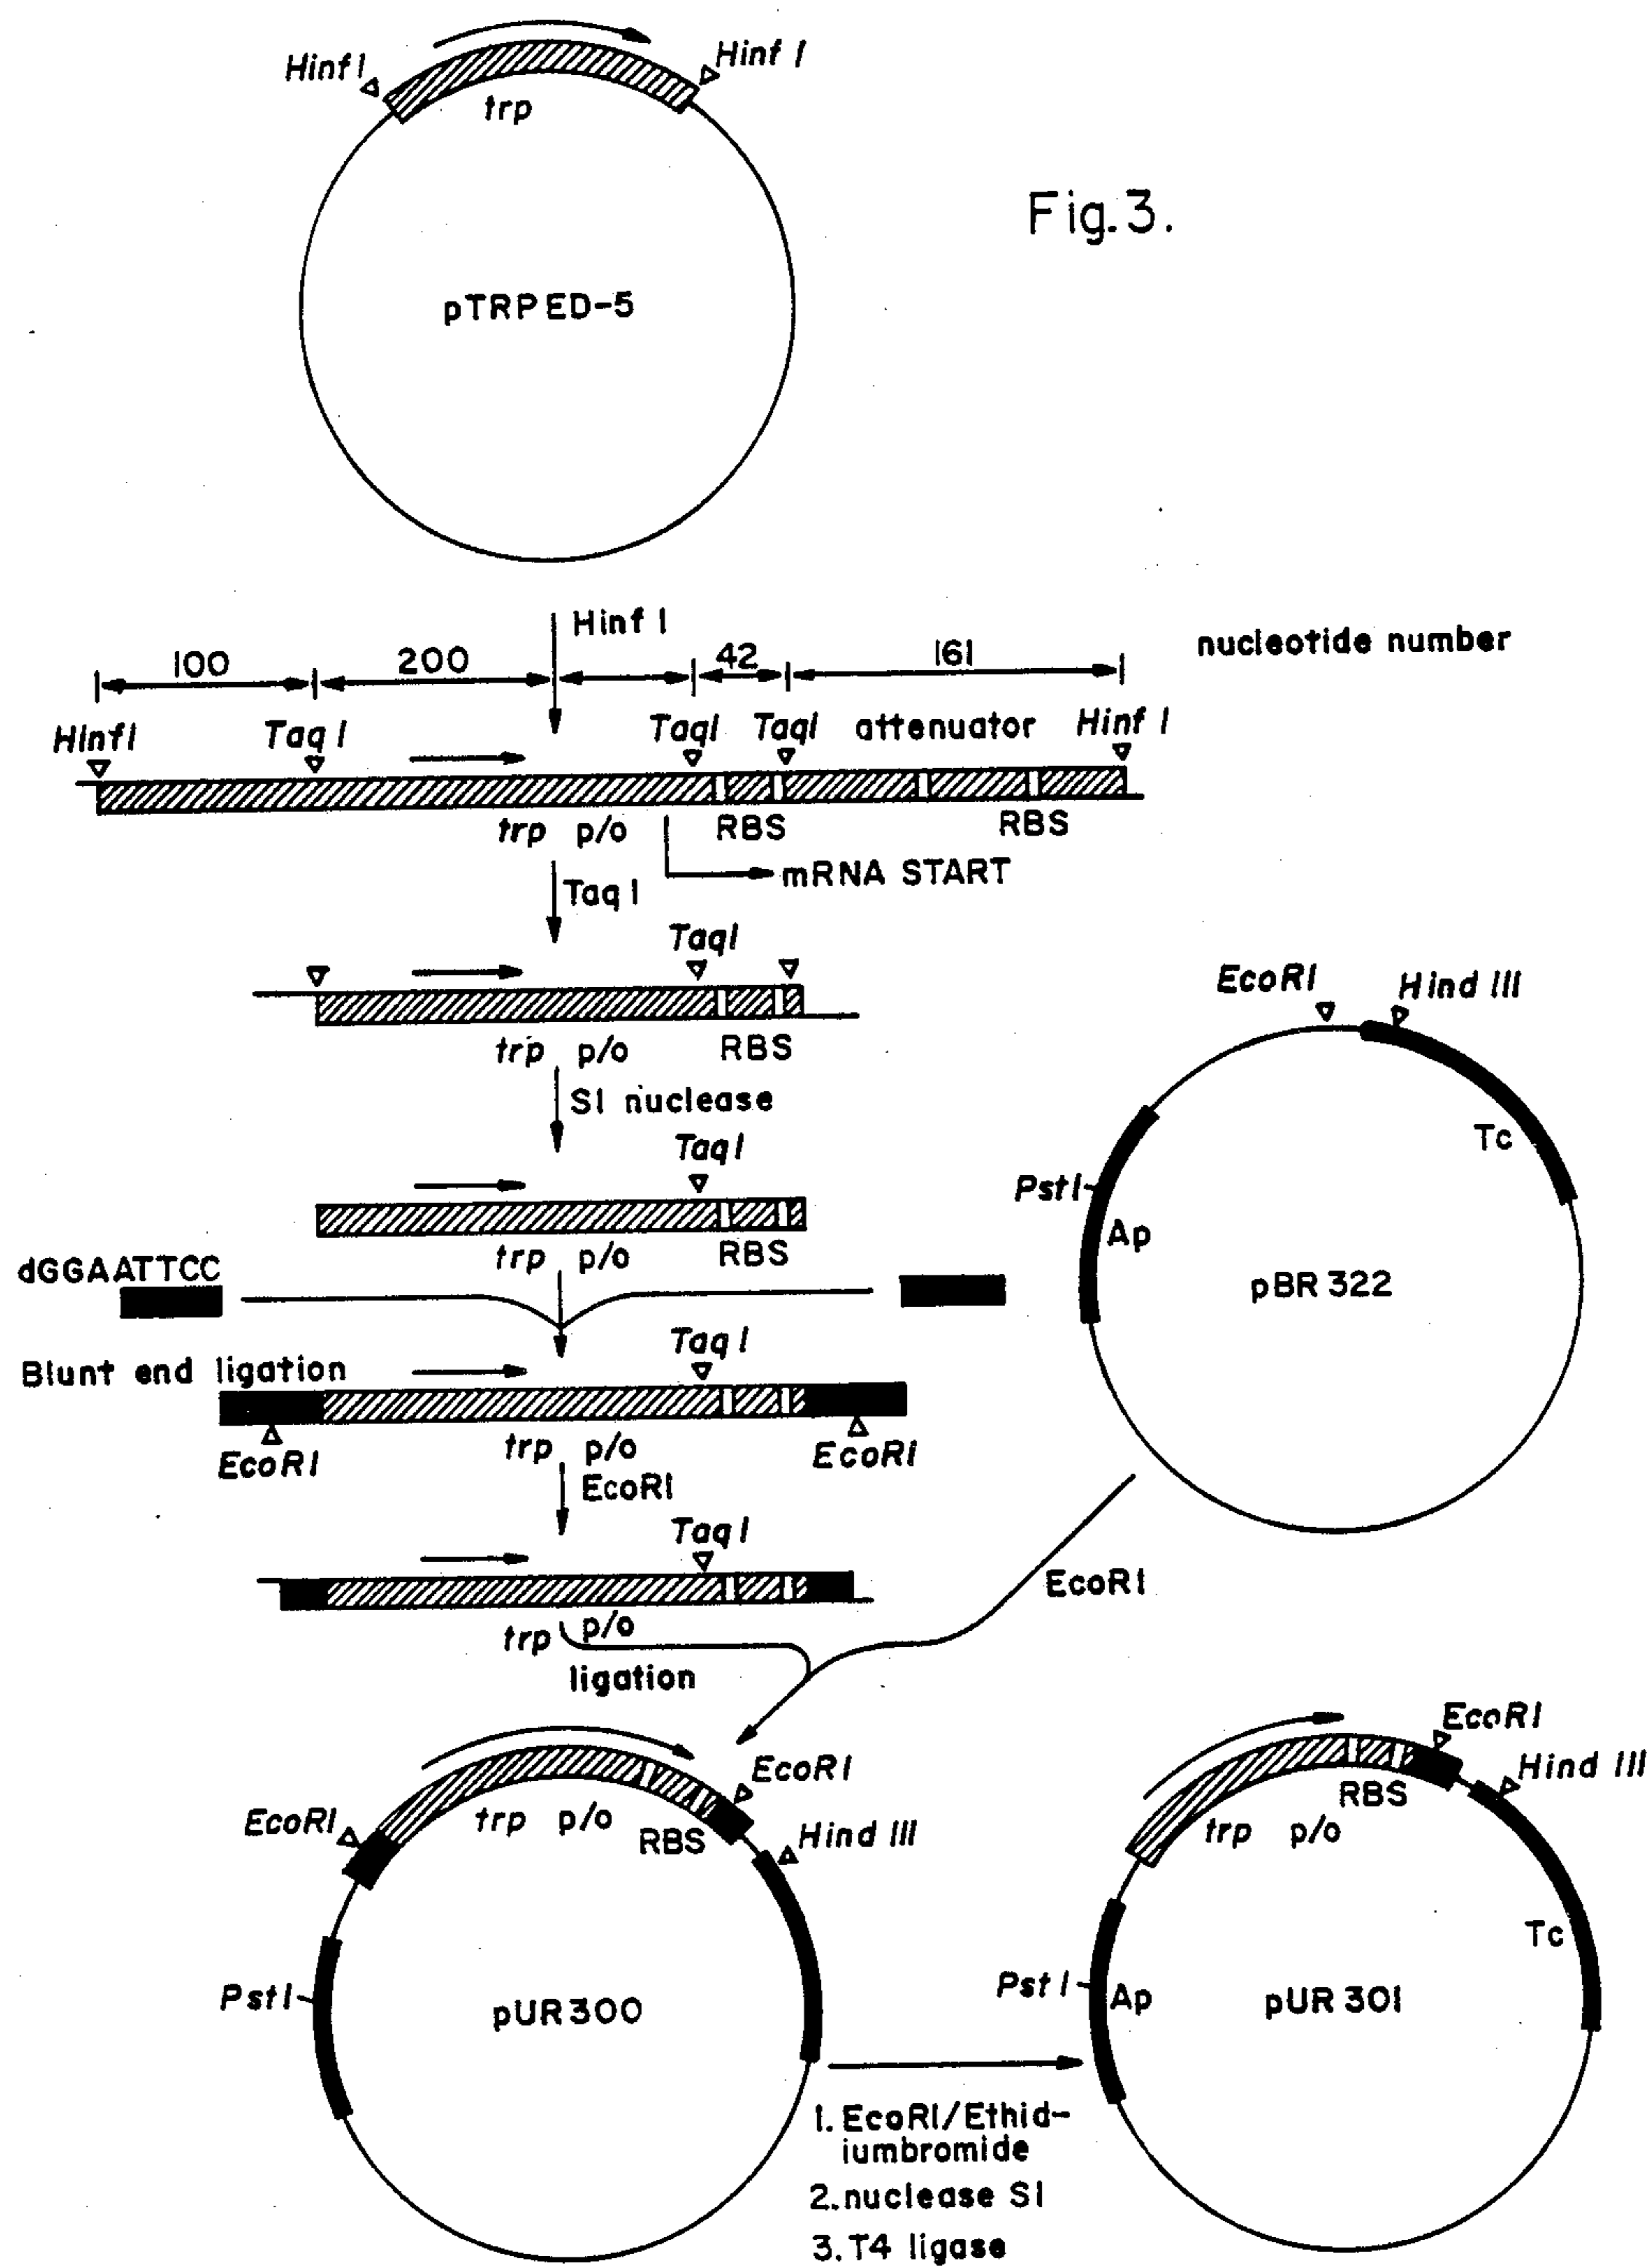 Hinf I
Hinf I
trp
Fig.3.
pTRPED-5
Hinf I
nucleotide number
100
200
42
161
Hinf I
Taq I
Taq I
Taq I
attenuator
Hinf I
trp p/o
RBS
RBS
mRNA START
Taq I
Taq I
trp p/o
RBS
S1 nuclease
Taq I
trp p/o
RBS
dGGAATTCC
Taq I
Blunt end ligation
EcoRI
trp p/o
EcoRI
EcoRI
Taq I
trp p/o
ligation
EcoRI
Hind III
Tc
Pst I
Ap
pBR 322
EcoRI
EcoRI
trp p/o
RBS
EcoRI
Hind III
Pst I
pUR 300
1. EcoRI/Ethid-
iumbromide
2. nuclease S1
3. T4 ligase
EcoRI
Hind III
RBS
trp p/o
Tc
Pst I
Ap
pUR 301